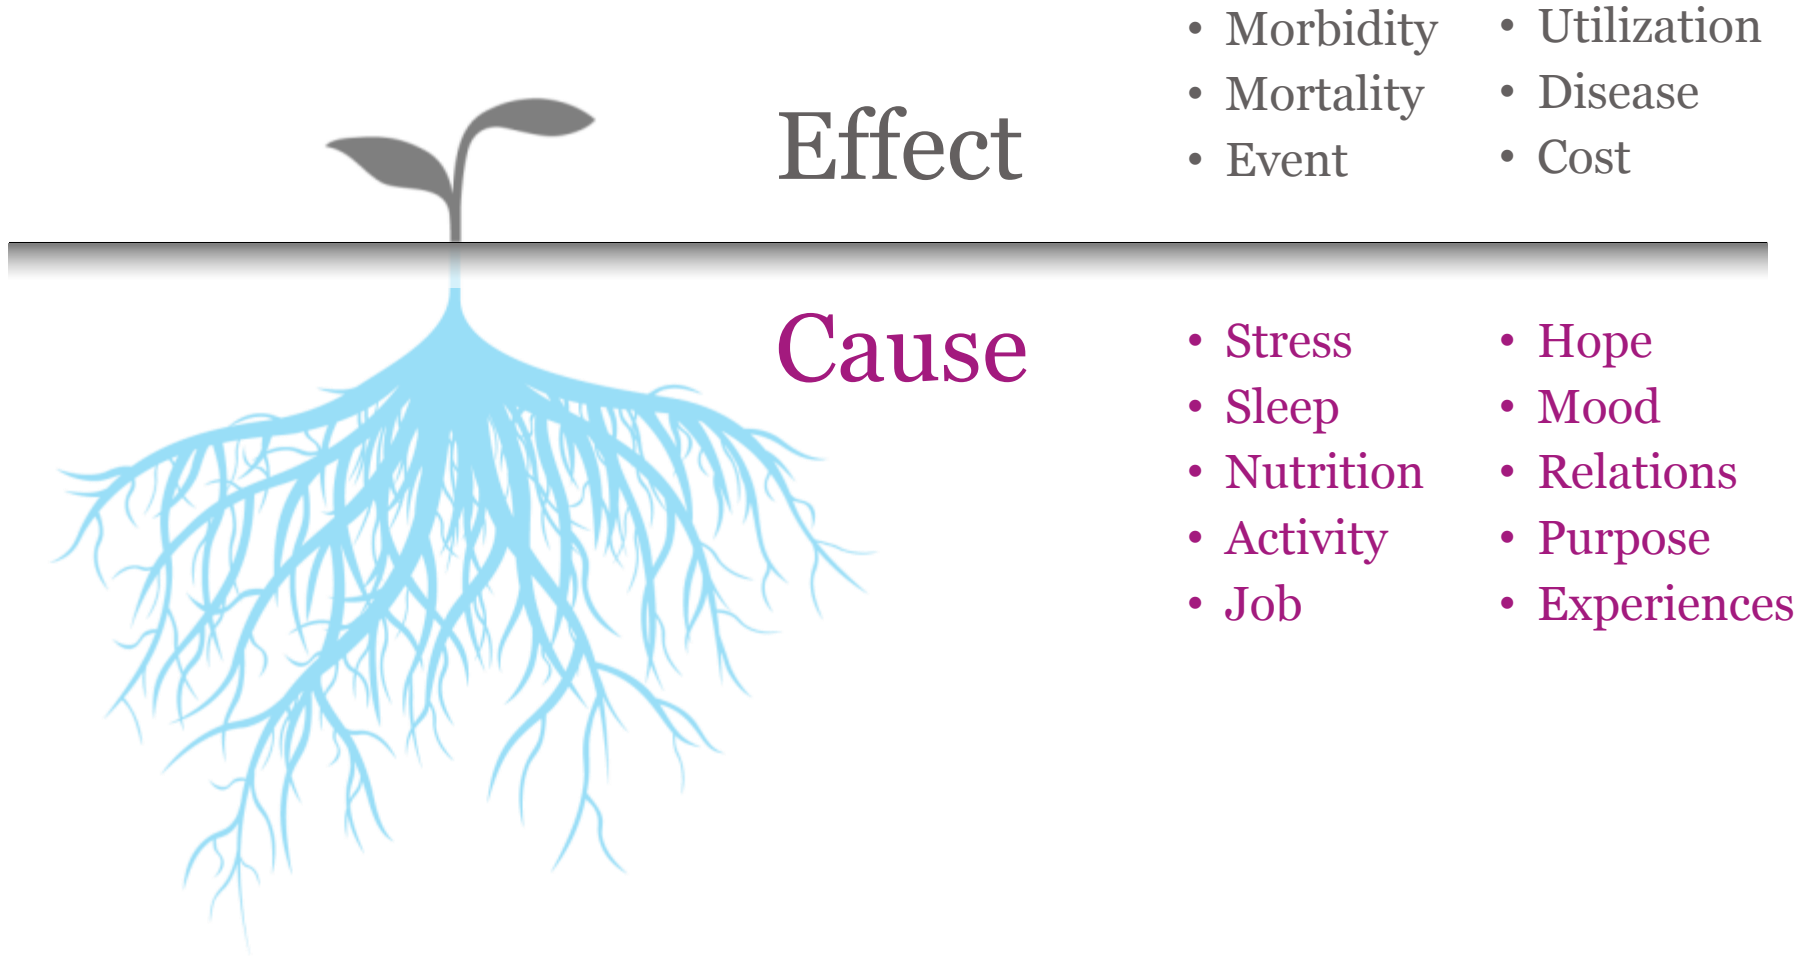 Effect
• Morbidity
• Mortality
• Event
• Utilization
• Disease
• Cost
Cause
• Stress
• Sleep
• Nutrition
• Activity
• Job
• Hope
• Mood
• Relations
• Purpose
• Experiences